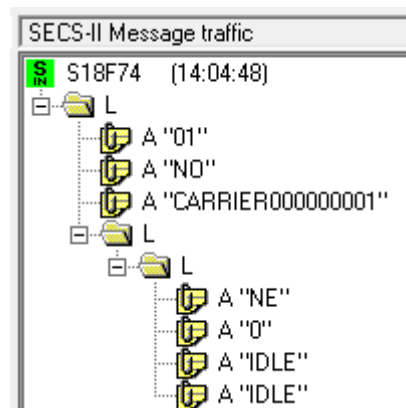 SECS-II Message traffic
S IN S18F74 (14:04:48)
L
A "01"
A "NO"
A "CARRIER000000001"
L
L
A "NE"
A "0"
A "IDLE"
A "IDLE"